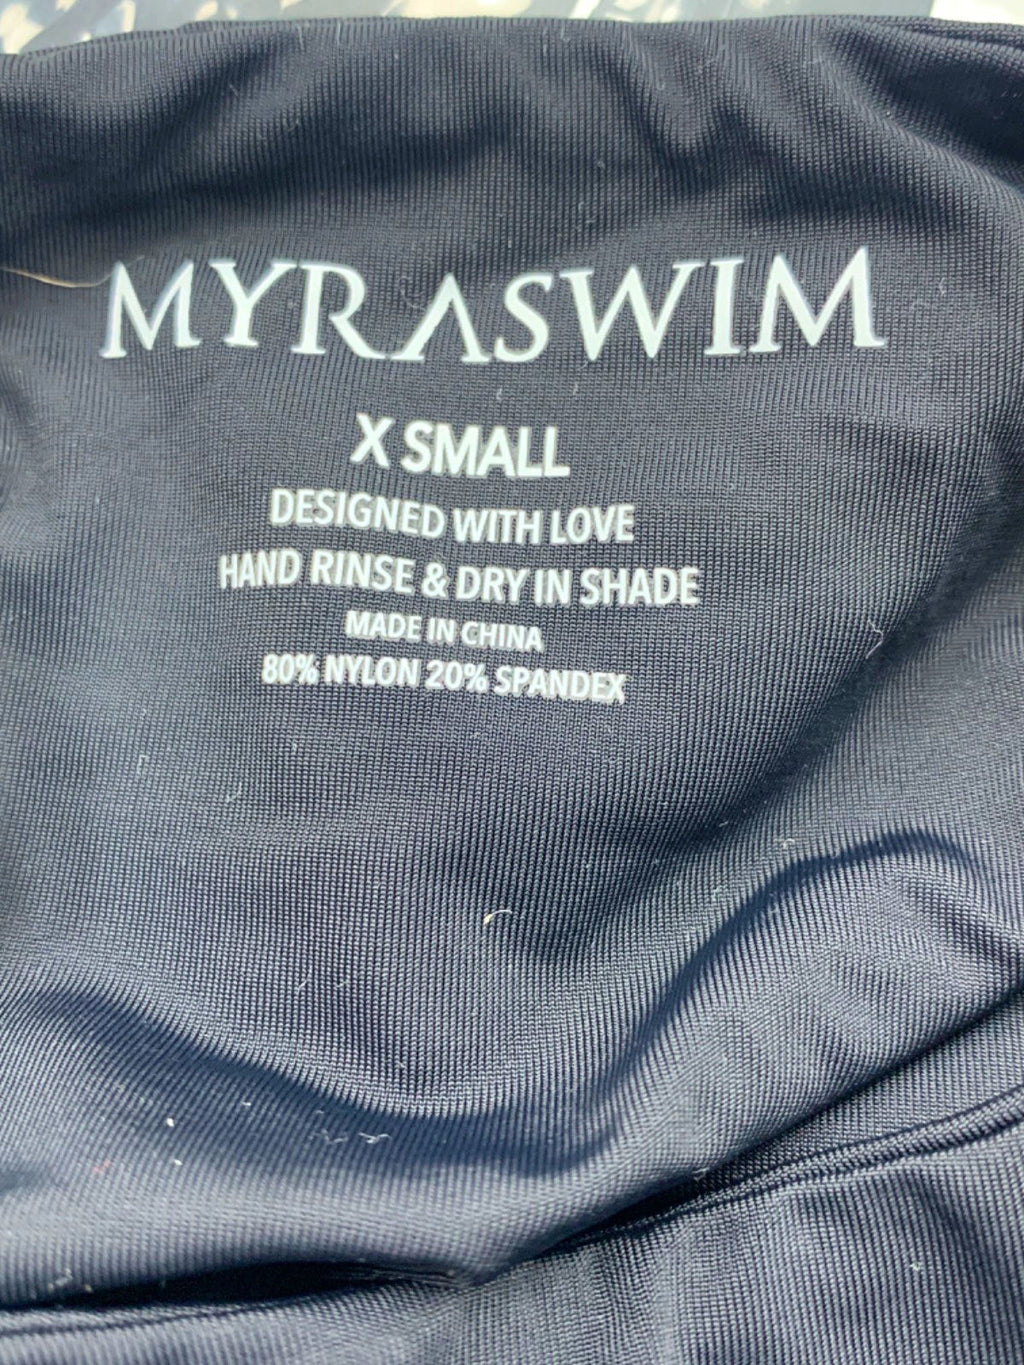 MYRASWIM
X SMALL
DESIGNED WITH LOVE
HAND RINSE & DRY IN SHADE
MADE IN CHINA
80% NYLON 20% SPANDEX